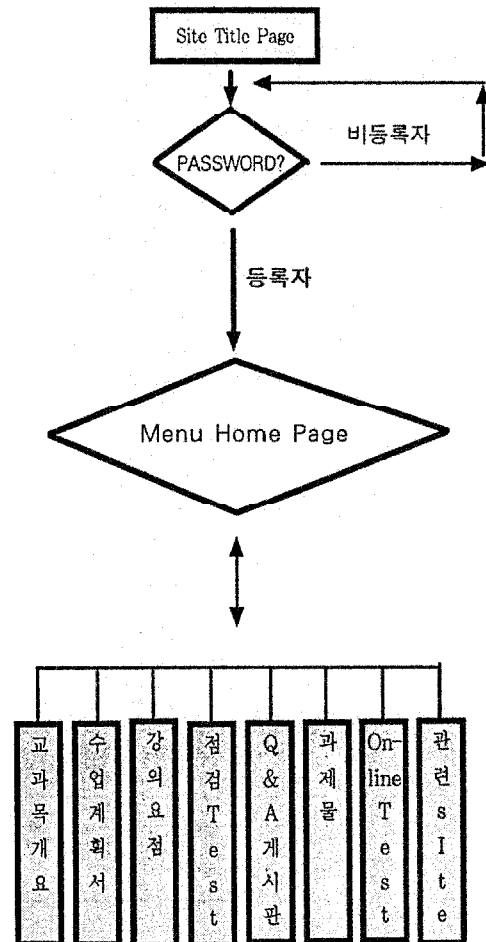 Site Title Page
비등록자
PASSWORD?
등록자
Menu Home Page
교과목개요
수업계획서
강의요점
점검Test
Q&A게시판
과제물
On-line Test
관련sIte